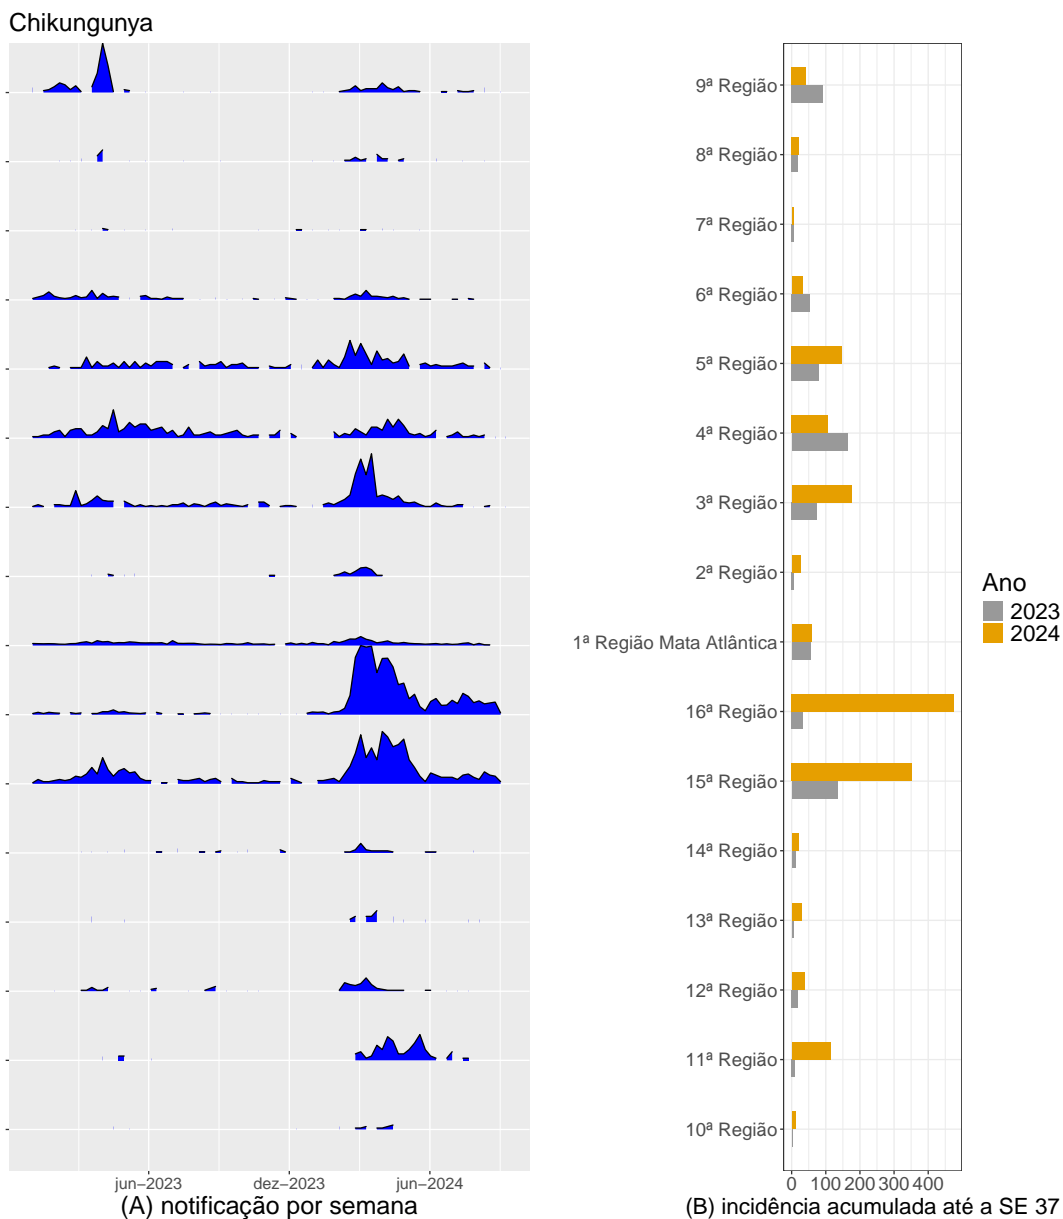 Chikungunya
9ª Região
8ª Região
7ª Região
6ª Região
5ª Região
4ª Região
3ª Região
2ª Região
1ª Região Mata Atlântica
16ª Região
15ª Região
14ª Região
13ª Região
12ª Região
11ª Região
10ª Região
Ano
2023
2024
jun–2023 dez–2023 jun–2024
(A) notificação por semana
0 100 200 300 400
(B) incidência acumulada até a SE 37